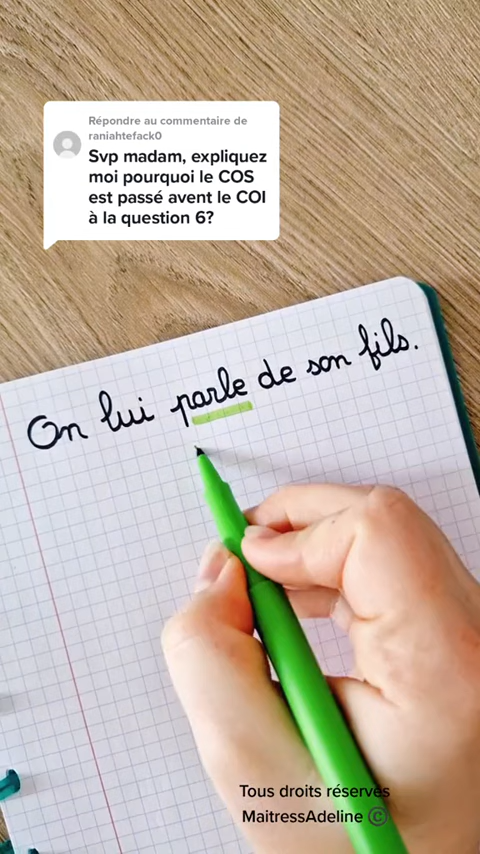 Répondre au commentaire de
raniahtefack0
Svp madam, expliquez
moi pourquoi le COS
est passé avent le COI
à la question 6?
On lui parle de son fils.
Tous droits réservés
MaitressAdeline ©